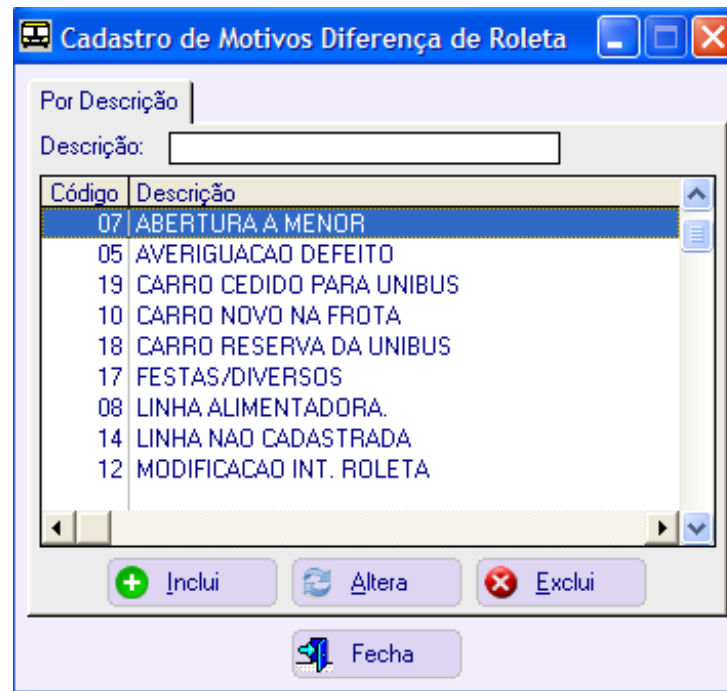 Cadastro de Motivos Diferença de Roleta
Por Descrição
Descrição:
Código Descrição
07 ABERTURA A MENOR
05 AVERIGUACAO DEFEITO
19 CARRO CEDIDO PARA UNIBUS
10 CARRO NOVO NA FROTA
18 CARRO RESERVA DA UNIBUS
17 FESTAS/DIVERSOS
08 LINHA ALIMENTADORA.
14 LINHA NAO CADASTRADA
12 MODIFICACAO INT. ROLETA
Inclui Altera Exclui
Fecha